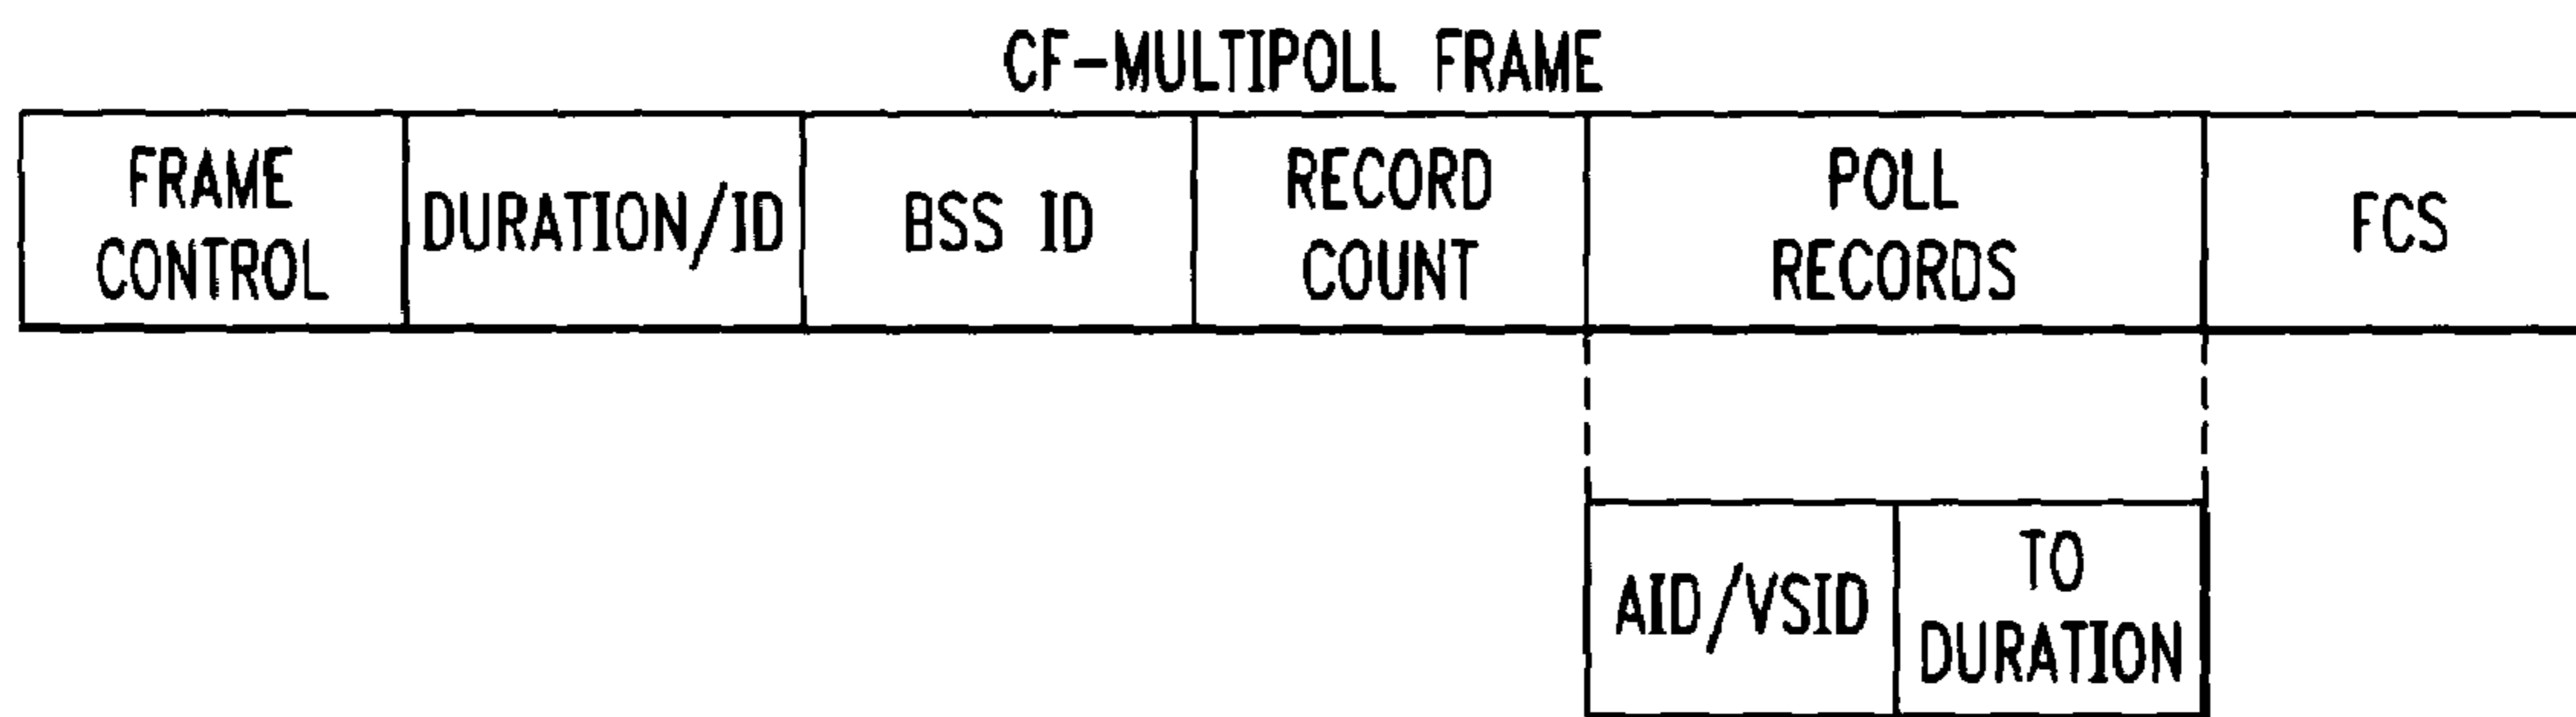 CF-MULTIPOLL FRAME
FRAME
CONTROL
DURATION/ID
BSS ID
RECORD
COUNT
POLL
RECORDS
FCS
AID/VSID
TO
DURATION